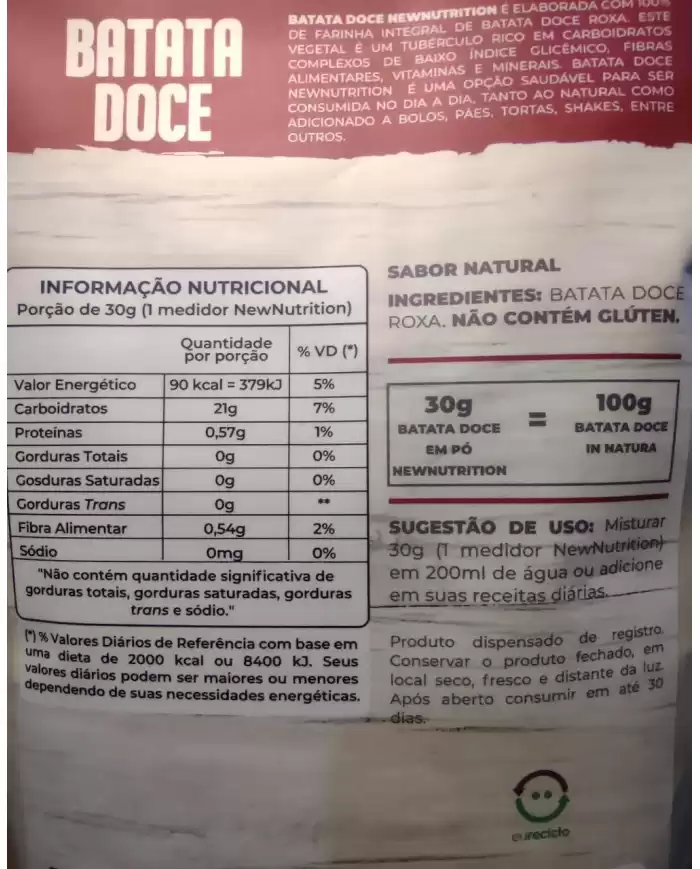 BATATA
DOCE
BATATA DOCE NEWNUTRITION É ELABORADA COM 100%
DE FARINHA INTEGRAL DE BATATA DOCE ROXA. ESTE
VEGETAL É UM TUBÉRCULO RICO EM CARBOIDRATOS
COMPLEXOS DE BAIXO ÍNDICE GLICÊMICO, FIBRAS
ALIMENTARES, VITAMINAS E MINERAIS. BATATA DOCE
NEWNUTRITION É UMA OPÇÃO SAUDÁVEL PARA SER
CONSUMIDA NO DIA A DIA, TANTO AO NATURAL COMO
ADICIONADO A BOLOS, PÃES, TORTAS, SHAKES, ENTRE
OUTROS.
INFORMAÇÃO NUTRICIONAL
Porção de 30g (1 medidor NewNutrition)
Quantidade
por porção
% VD (*)
Valor Energético 90 kcal = 379kJ 5%
Carboidratos 21g 7%
Proteínas 0,57g 1%
Gorduras Totais 0g 0%
Gosduras Saturadas 0g 0%
Gorduras Trans 0g **
Fibra Alimentar 0,54g 2%
Sódio 0mg 0%
"Não contém quantidade significativa de
gorduras totais, gorduras saturadas, gorduras
trans e sódio."
(*) % Valores Diários de Referência com base em
uma dieta de 2000 kcal ou 8400 kJ. Seus
valores diários podem ser maiores ou menores
dependendo de suas necessidades energéticas.
SABOR NATURAL
INGREDIENTES: BATATA DOCE
ROXA. NÃO CONTÉM GLÚTEN.
30g
BATATA DOCE
EM PÓ
NEWNUTRITION
=
100g
BATATA DOCE
IN NATURA
SUGESTÃO DE USO: Misturar
30g (1 medidor NewNutrition)
em 200ml de água ou adicione
em suas receitas diárias.
Produto dispensado de registro.
Conservar o produto fechado, em
local seco, fresco e distante da luz.
Após aberto consumir em até 30
dias.
eureciclo